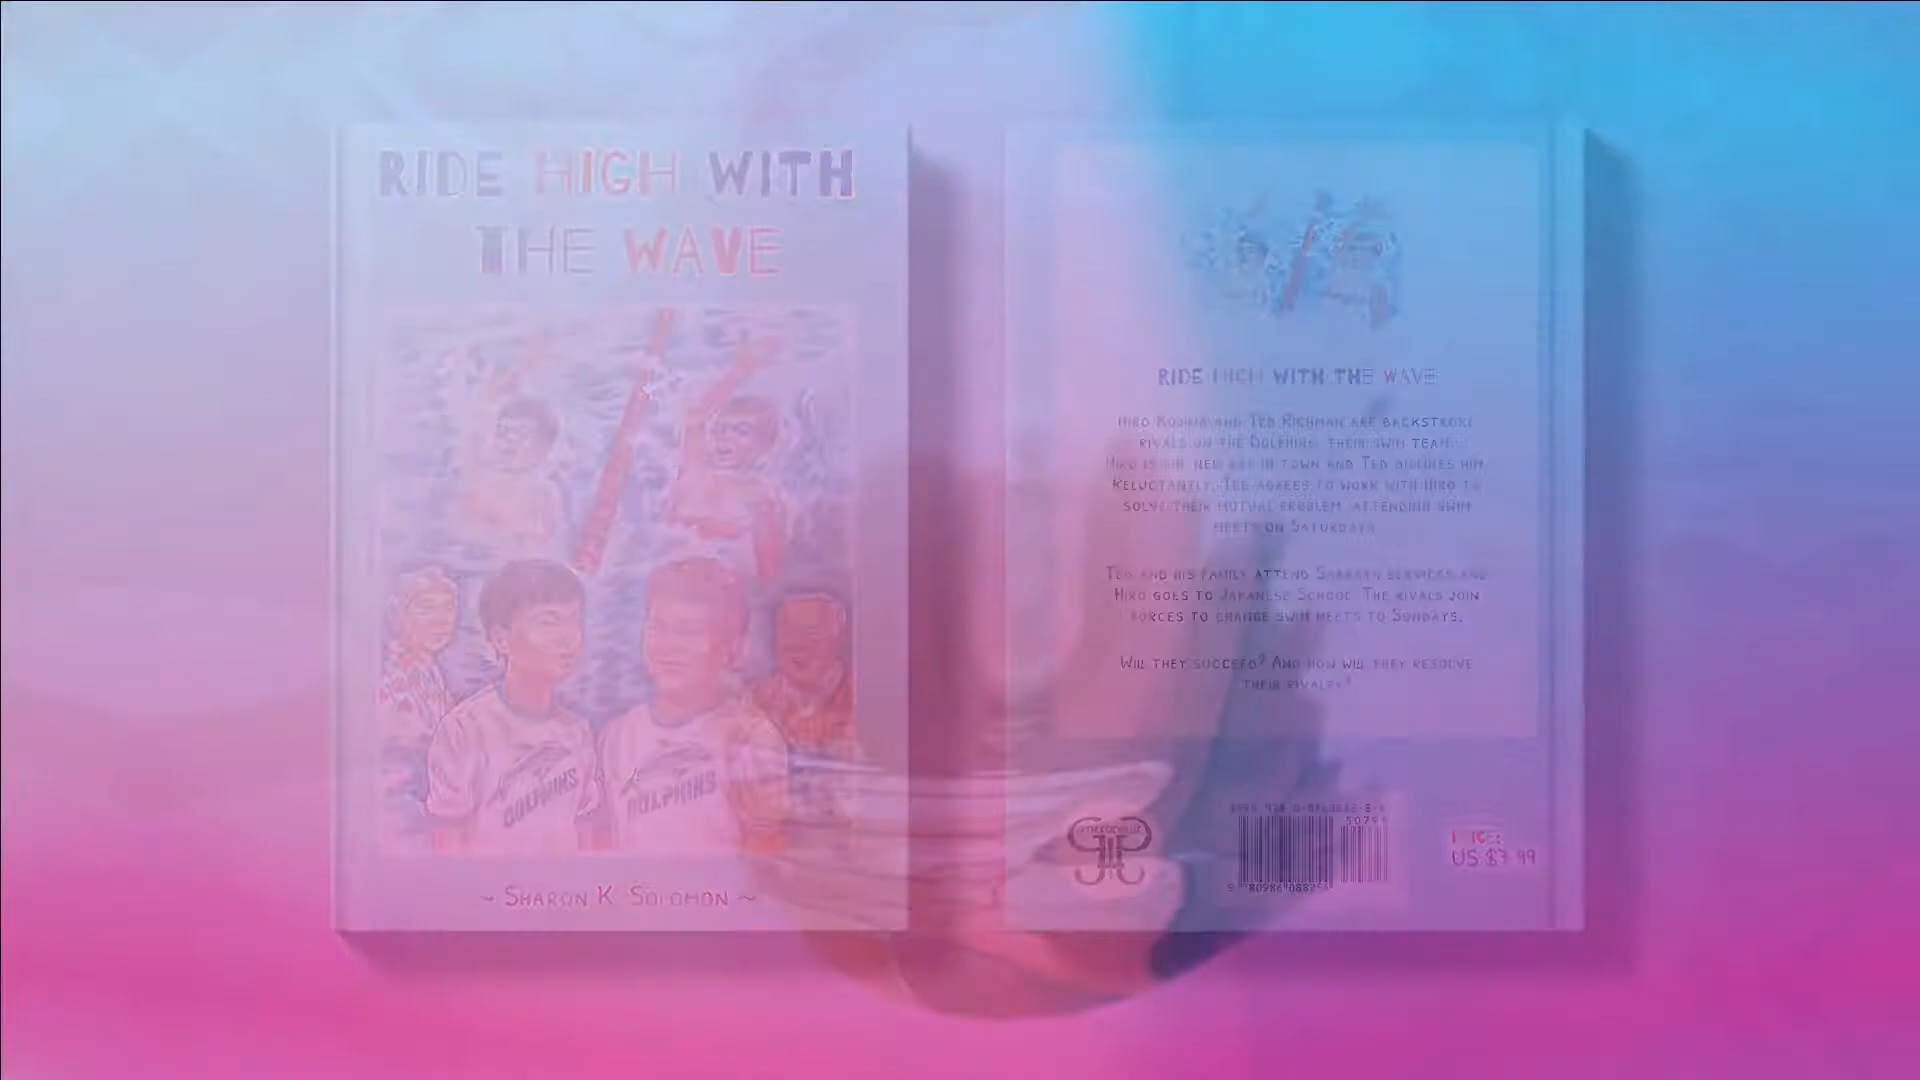 RIDE HIGH WITH
THE WAVE
DOLPHINS
DOLPHINS
~ SHARON K SOLOMON ~
RIDE HIGH WITH THE WAVE
HIRO KODIMA AND TED RICHMAN ARE BACKSTROKE
RIVALS ON THE DOLPHINS, THEIR SWIM TEAM.
HIRO IS THE NEW BOY IN TOWN AND TED DISLIKES HIM.
RELUCTANTLY, TED AGREES TO WORK WITH HIRO TO
SOLVE THEIR MUTUAL PROBLEM, ATTENDING SWIM
MEETS ON SATURDAYS.
TED AND HIS FAMILY ATTEND SABBATH SERVICES AND
HIRO GOES TO JAPANESE SCHOOL. THE RIVALS JOIN
FORCES TO CHANGE SWIM MEETS TO SUNDAYS.
WILL THEY SUCCEED? AND HOW WILL THEY RESOLVE
THEIR RIVALRY?
PRICE:
US $7.99